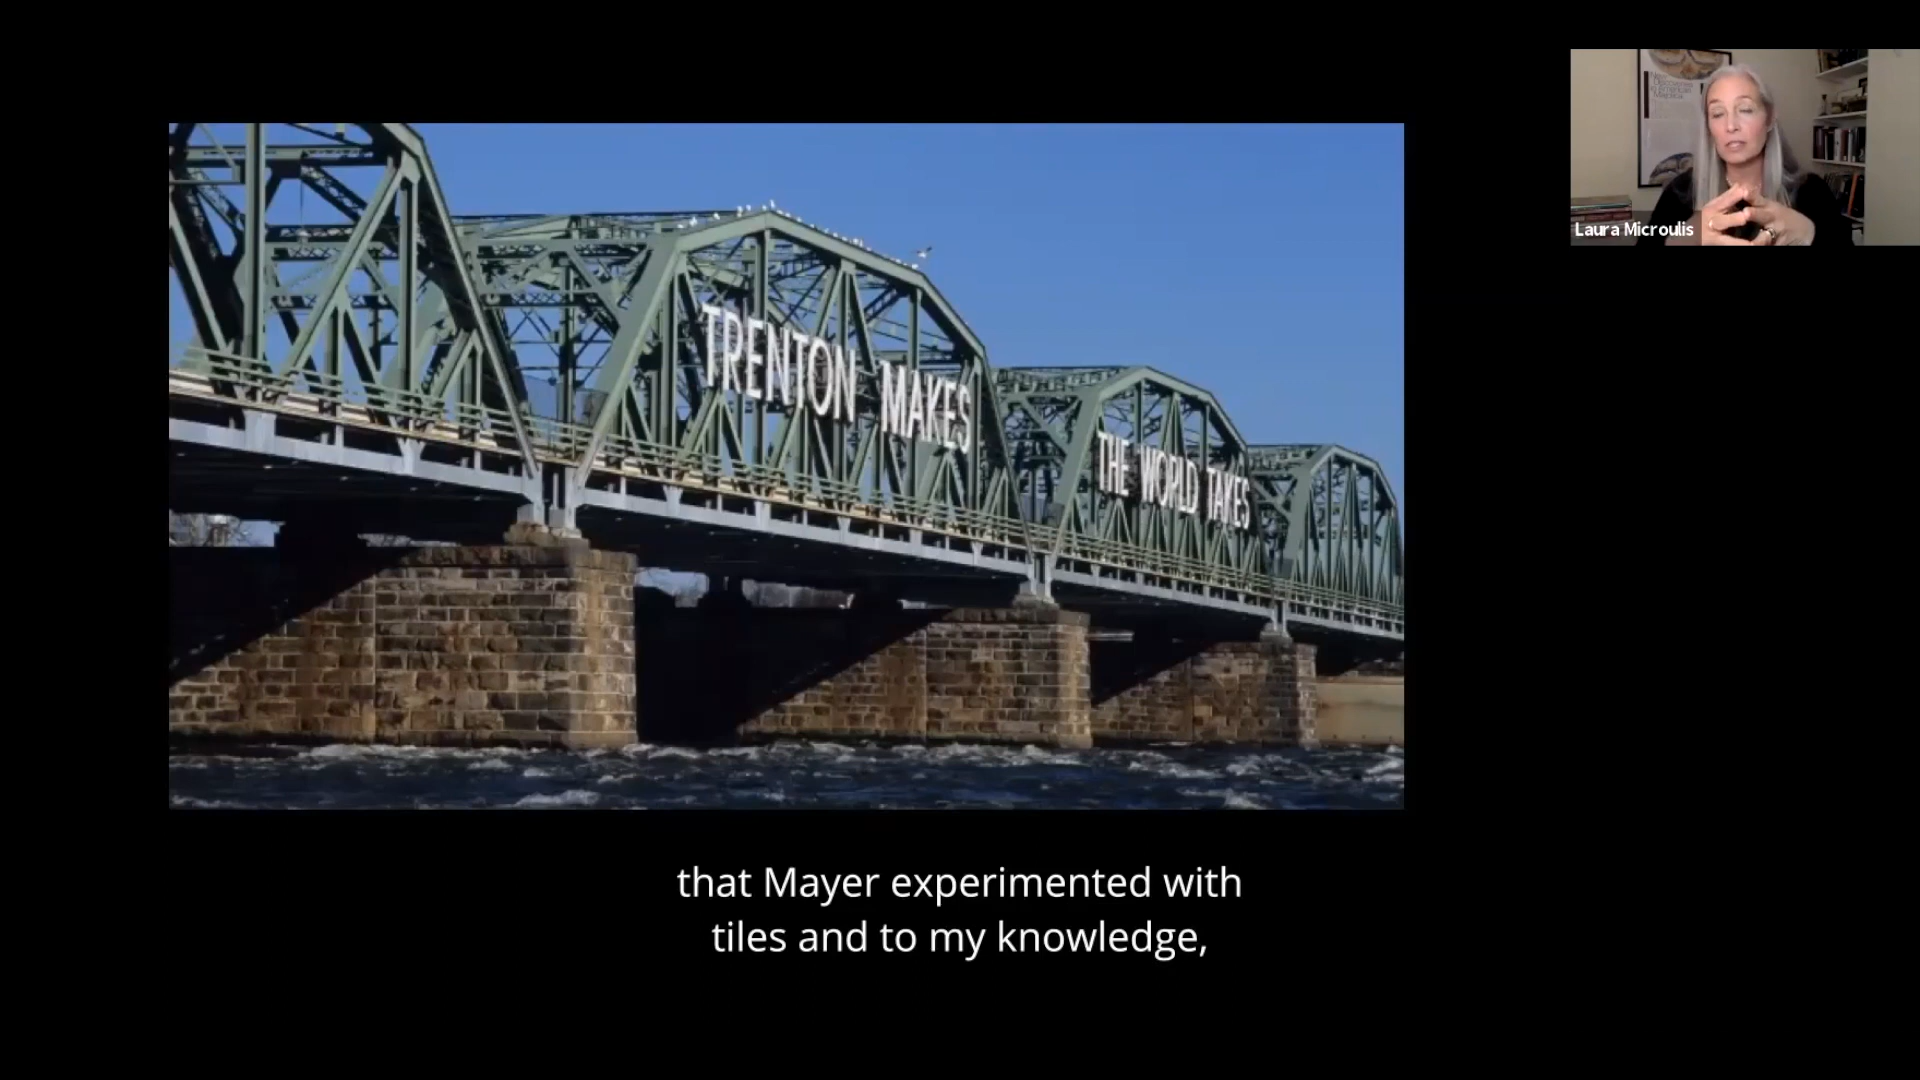 TRENTON MAKES
THE WORLD TAKES
Laura Microulis
that Mayer experimented with
tiles and to my knowledge,